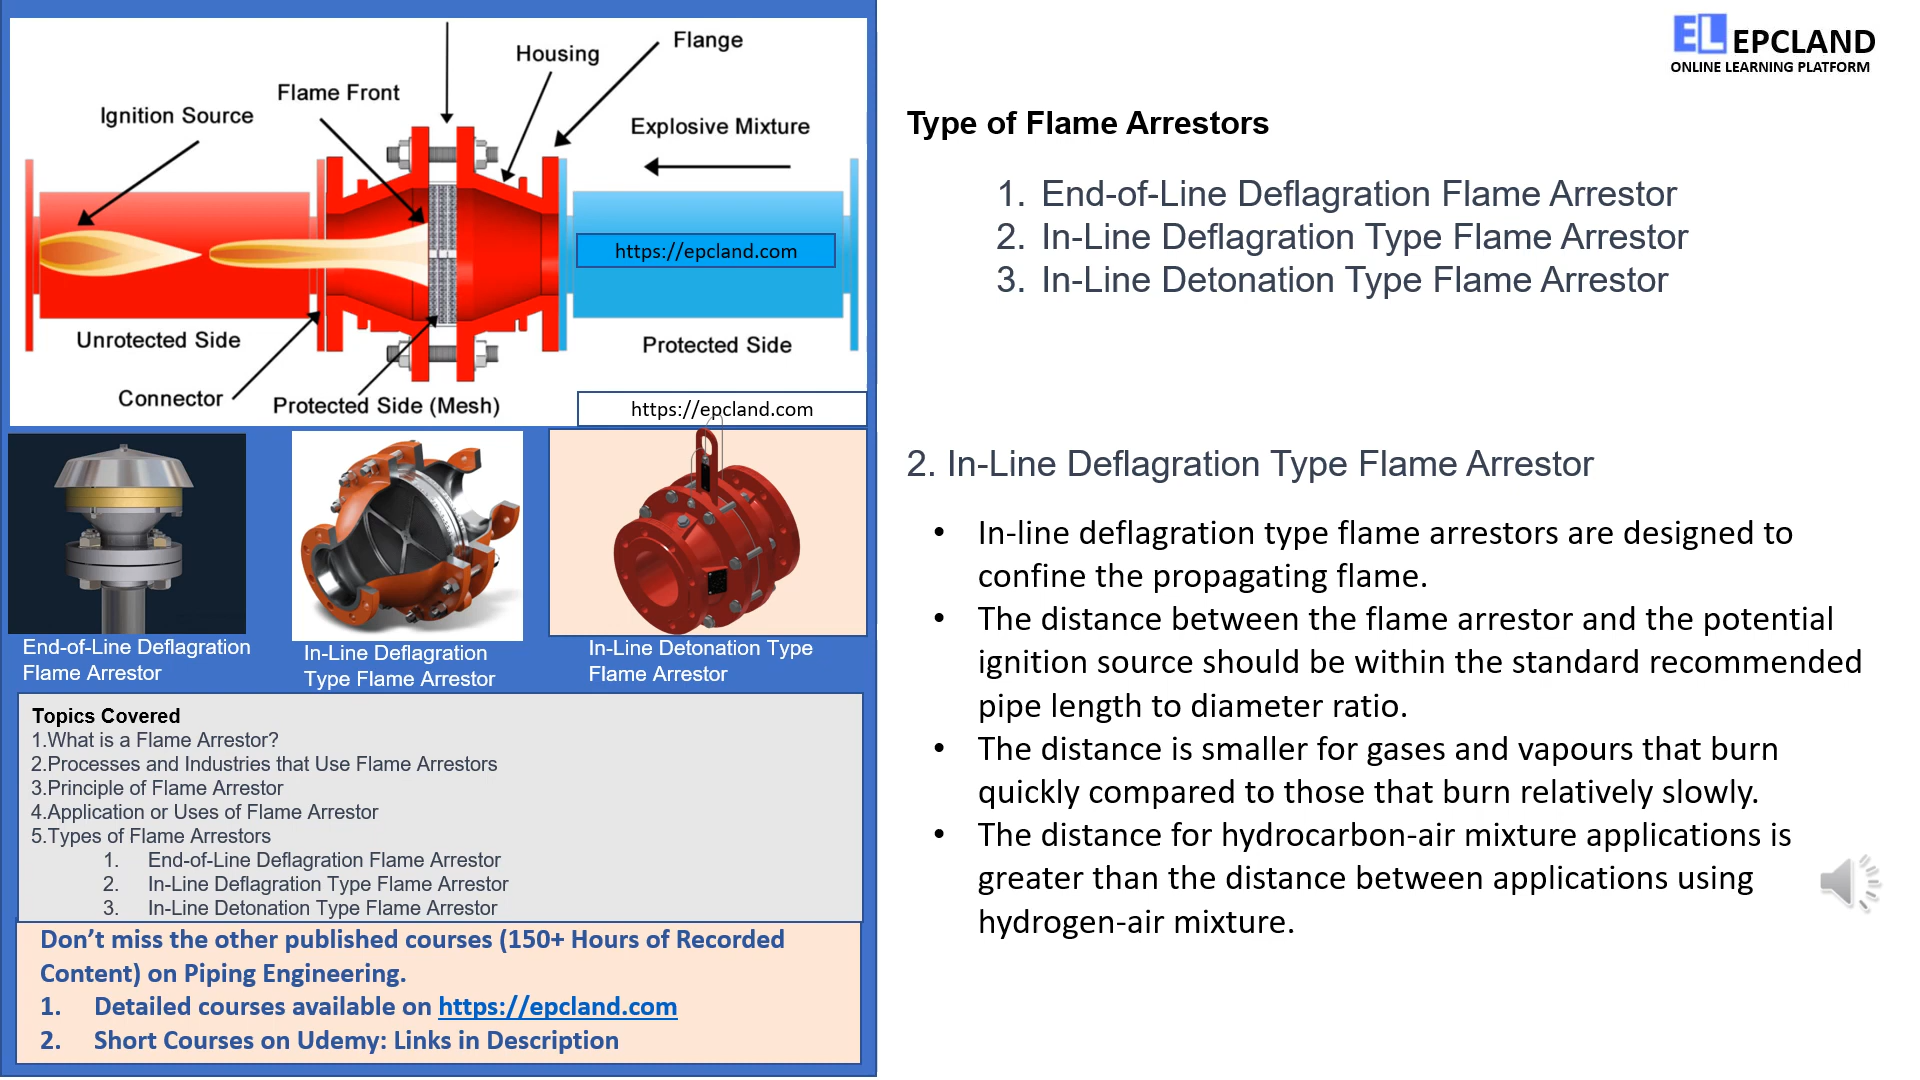 Housing
Flange
Flame Front
Ignition Source
Explosive Mixture
https://epcland.com
Unrotected Side
Protected Side
Connector
Protected Side (Mesh)
https://epcland.com
End-of-Line Deflagration
Flame Arrestor
In-Line Deflagration
Type Flame Arrestor
In-Line Detonation Type
Flame Arrestor
Topics Covered
1.What is a Flame Arrestor?
2.Processes and Industries that Use Flame Arrestors
3.Principle of Flame Arrestor
4.Application or Uses of Flame Arrestor
5.Types of Flame Arrestors
1. End-of-Line Deflagration Flame Arrestor
2. In-Line Deflagration Type Flame Arrestor
3. In-Line Detonation Type Flame Arrestor
Don’t miss the other published courses (150+ Hours of Recorded
Content) on Piping Engineering.
1. Detailed courses available on https://epcland.com
2. Short Courses on Udemy: Links in Description
EL EPCLAND
ONLINE LEARNING PLATFORM
Type of Flame Arrestors
1. End-of-Line Deflagration Flame Arrestor
2. In-Line Deflagration Type Flame Arrestor
3. In-Line Detonation Type Flame Arrestor
2. In-Line Deflagration Type Flame Arrestor
• In-line deflagration type flame arrestors are designed to
confine the propagating flame.
• The distance between the flame arrestor and the potential
ignition source should be within the standard recommended
pipe length to diameter ratio.
• The distance is smaller for gases and vapours that burn
quickly compared to those that burn relatively slowly.
• The distance for hydrocarbon-air mixture applications is
greater than the distance between applications using
hydrogen-air mixture.